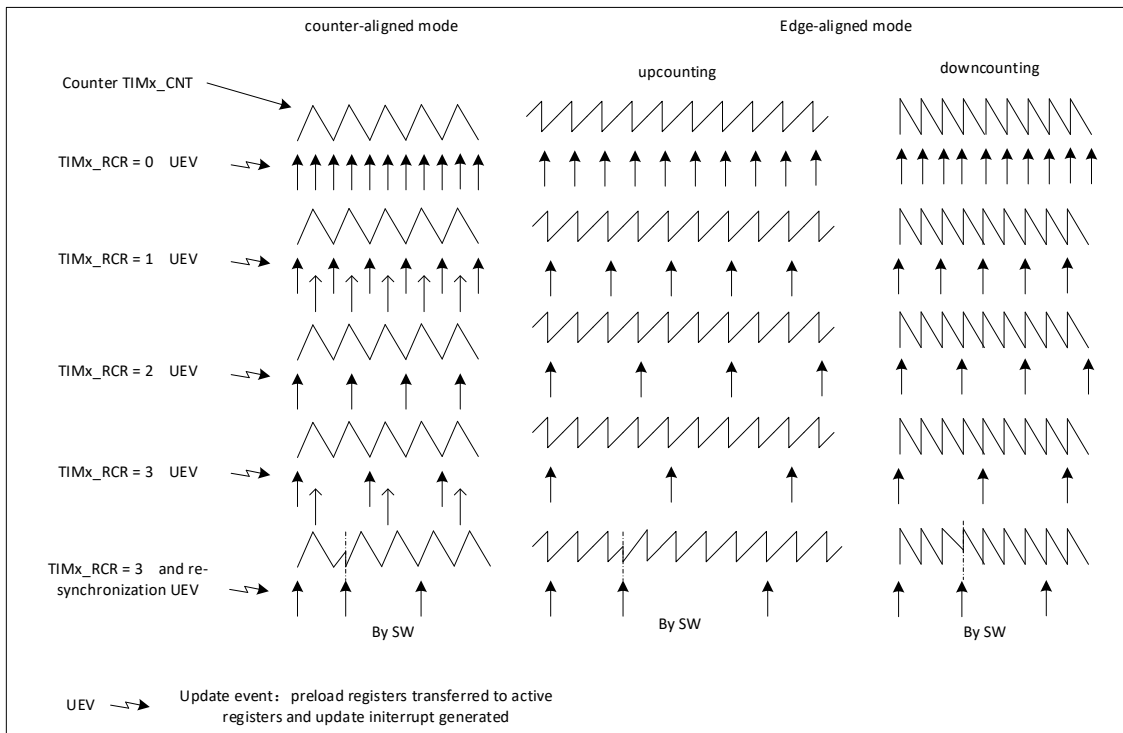 counter-aligned mode
Edge-aligned mode
upcounting
downcounting
Counter TIMx_CNT
TIMx_RCR = 0 UEV
TIMx_RCR = 1 UEV
TIMx_RCR = 2 UEV
TIMx_RCR = 3 UEV
TIMx_RCR = 3 and re-
synchronization UEV
By SW
By SW
By SW
UEV
Update event: preload registers transferred to active
registers and update initerrupt generated